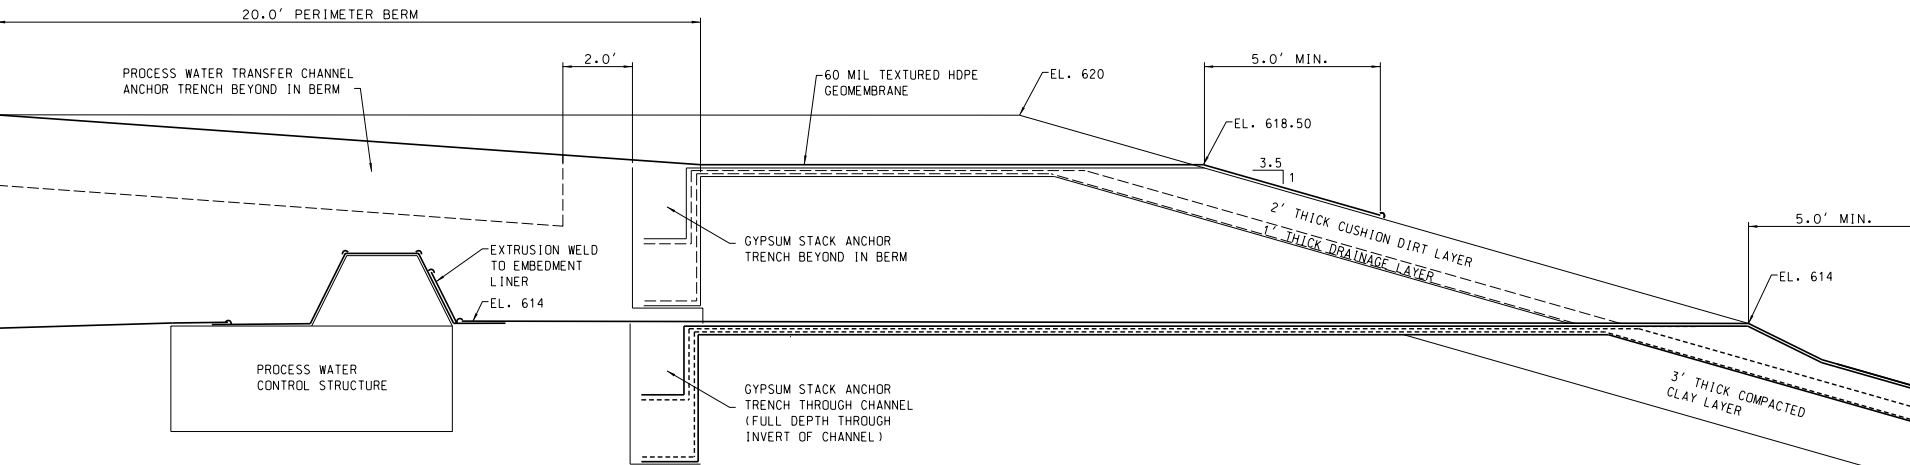 20.0' PERIMETER BERM
2.0'
PROCESS WATER TRANSFER CHANNEL
ANCHOR TRENCH BEYOND IN BERM
60 MIL TEXTURED HDPE
GEOMEMBRANE
EL. 620
5.0' MIN.
EL. 618.50
3.5
1
2' THICK CUSHION DIRT LAYER
1' THICK DRAINAGE LAYER
5.0' MIN.
EL. 614
GYPSUM STACK ANCHOR
TRENCH BEYOND IN BERM
EXTRUSION WELD
TO EMBEDMENT
LINER
EL. 614
PROCESS WATER
CONTROL STRUCTURE
GYPSUM STACK ANCHOR
TRENCH THROUGH CHANNEL
(FULL DEPTH THROUGH
INVERT OF CHANNEL)
3' THICK COMPACTED
CLAY LAYER